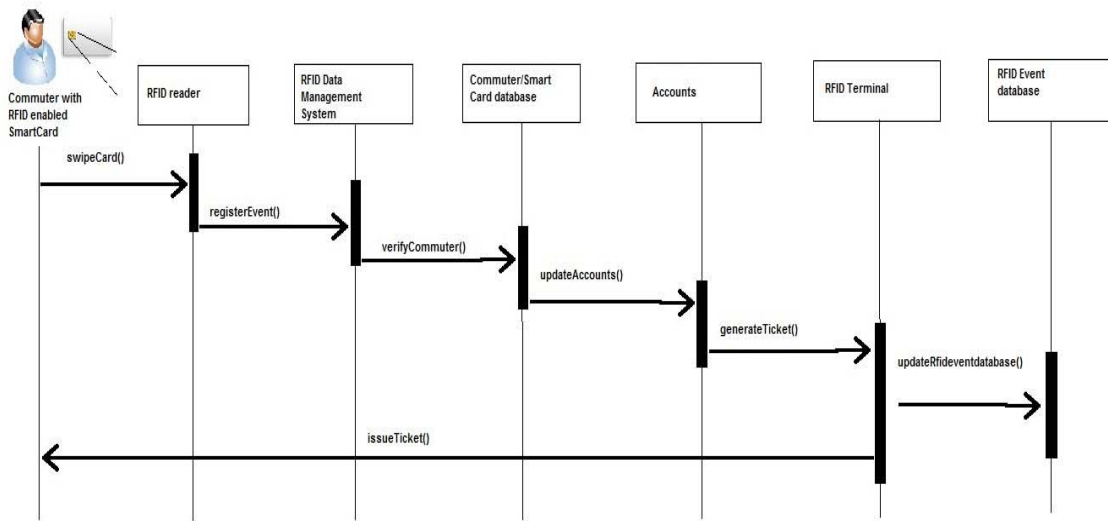 Commuter with
RFID enabled
SmartCard
RFID reader
RFID Data
Management
System
Commuter/Smart
Card database
Accounts
RFID Terminal
RFID Event
database
swipeCard()
registerEvent()
verifyCommuter()
updateAccounts()
generateTicket()
updateRfideventdatabase()
issueTicket()